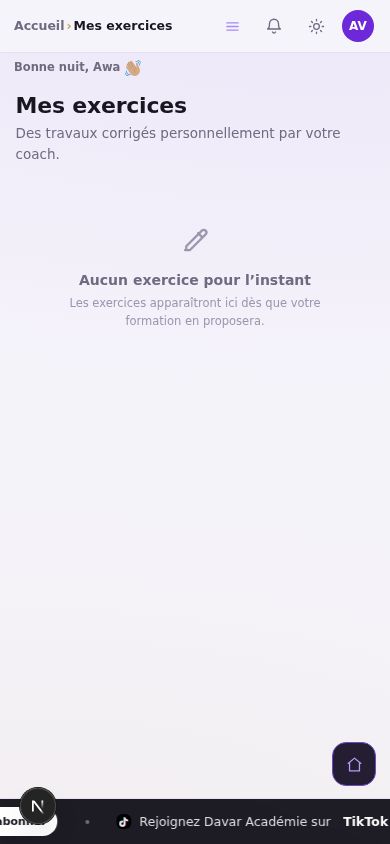 Accueil › Mes exercices
AV
Bonne nuit, Awa 👋🏽
Mes exercices
Des travaux corrigés personnellement par votre
coach.
Aucun exercice pour l’instant
Les exercices apparaîtront ici dès que votre
formation en proposera.
N
• Rejoignez Davar Académie sur TikTok